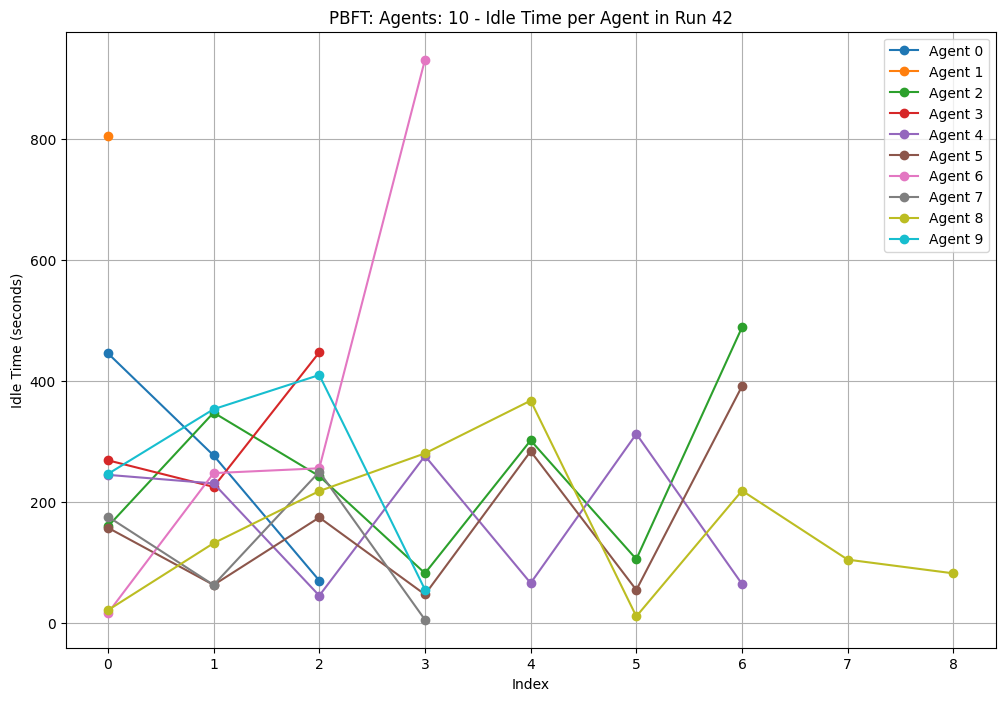 PBFT: Agents: 10 - Idle Time per Agent in Run 42
Agent 0
Agent 1
Agent 2
Agent 3
Agent 4
Agent 5
Agent 6
Agent 7
Agent 8
Agent 9
Idle Time (seconds)
800
600
400
200
0
0 1 2 3 4 5 6 7 8
Index